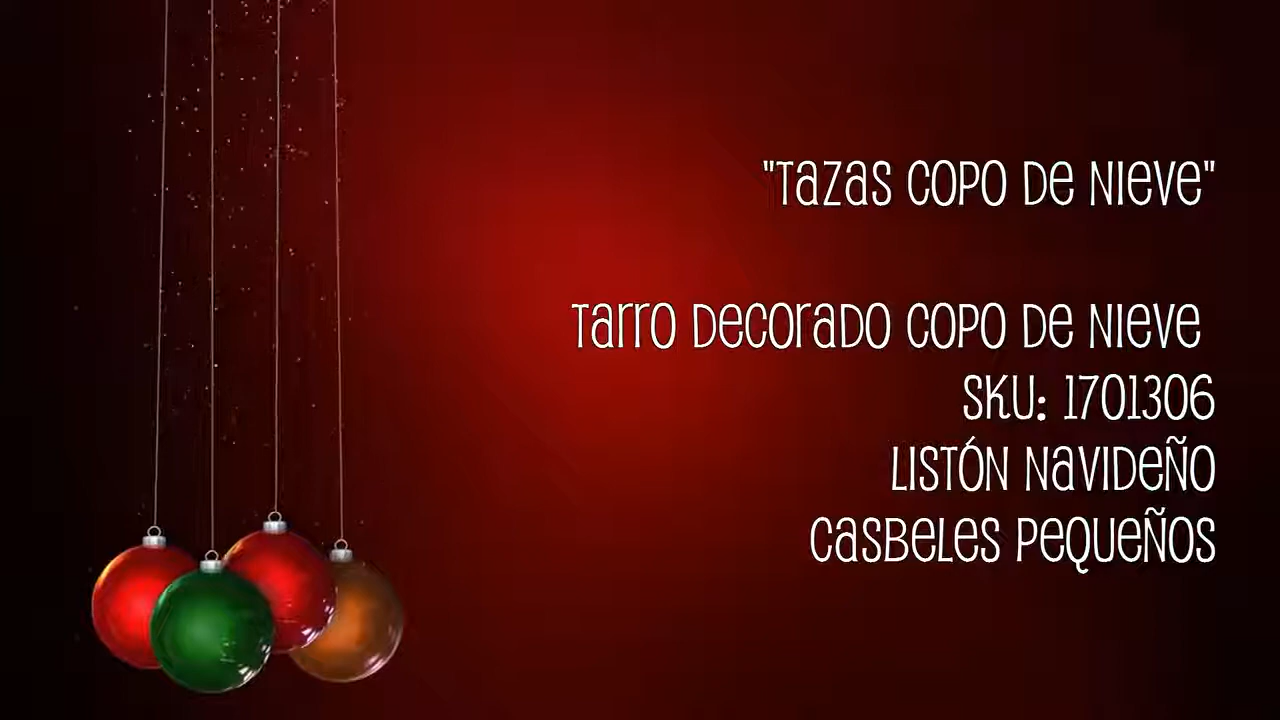 "Tazas Copo de Nieve"
Tarro Decorado Copo de Nieve
SKU: 1701306
Listón Navideño
Casbeles Pequeños